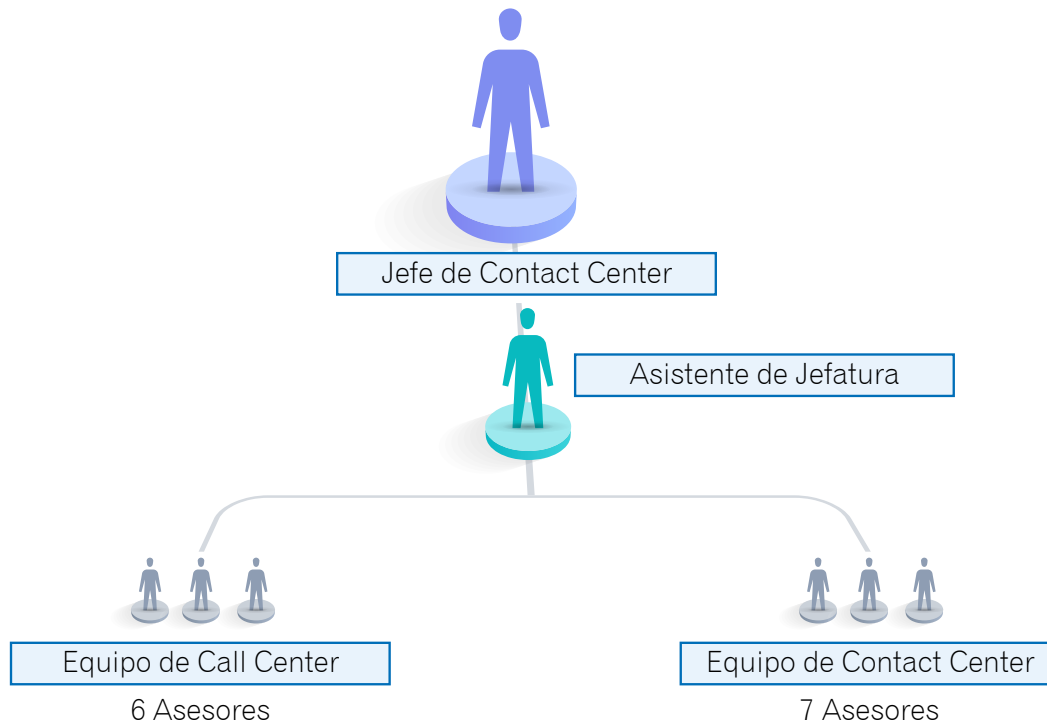 Jefe de Contact Center
Asistente de Jefatura
Equipo de Call Center
6 Asesores
Equipo de Contact Center
7 Asesores